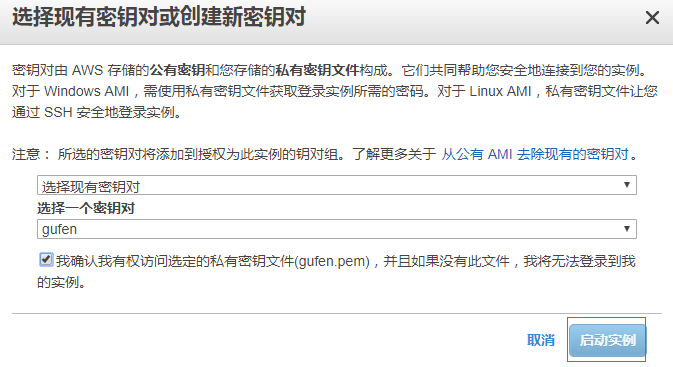 选择现有密钥对或创建新密钥对
密钥对由 AWS 存储的公有密钥和您存储的私有密钥文件构成。它们共同帮助您安全地连接到您的实例。
对于 Windows AMI，需使用私有密钥文件获取登录实例所需的密码。对于 Linux AMI，私有密钥文件让您
通过 SSH 安全地登录实例。
注意： 所选的密钥对将添加到授权为此实例的钥对组。了解更多关于 从公有 AMI 去除现有的密钥对。
选择现有密钥对
选择一个密钥对
gufen
我确认我有权访问选定的私有密钥文件(gufen.pem)，并且如果没有此文件，我将无法登录到我
的实例。
取消 启动实例